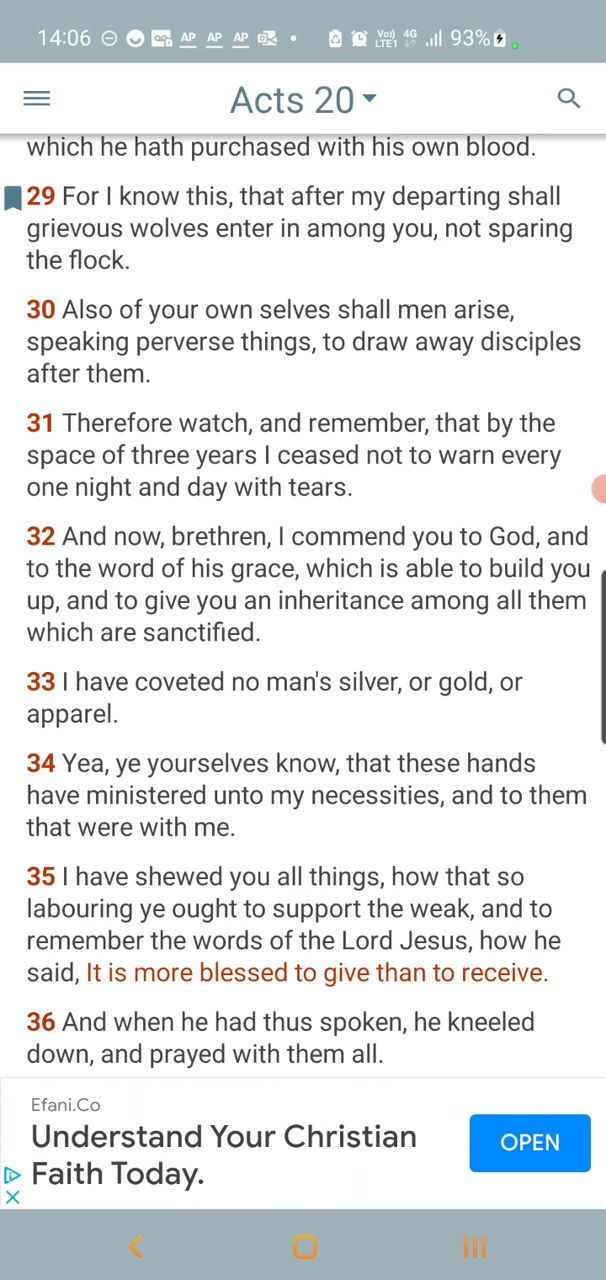 14:06 AP AP AP Vo)) LTE1 4G 93%
Acts 20
which he hath purchased with his own blood.
29 For I know this, that after my departing shall
grievous wolves enter in among you, not sparing
the flock.
30 Also of your own selves shall men arise,
speaking perverse things, to draw away disciples
after them.
31 Therefore watch, and remember, that by the
space of three years I ceased not to warn every
one night and day with tears.
32 And now, brethren, I commend you to God, and
to the word of his grace, which is able to build you
up, and to give you an inheritance among all them
which are sanctified.
33 I have coveted no man's silver, or gold, or
apparel.
34 Yea, ye yourselves know, that these hands
have ministered unto my necessities, and to them
that were with me.
35 I have shewed you all things, how that so
labouring ye ought to support the weak, and to
remember the words of the Lord Jesus, how he
said, It is more blessed to give than to receive.
36 And when he had thus spoken, he kneeled
down, and prayed with them all.
Efani.Co
Understand Your Christian
Faith Today.
OPEN